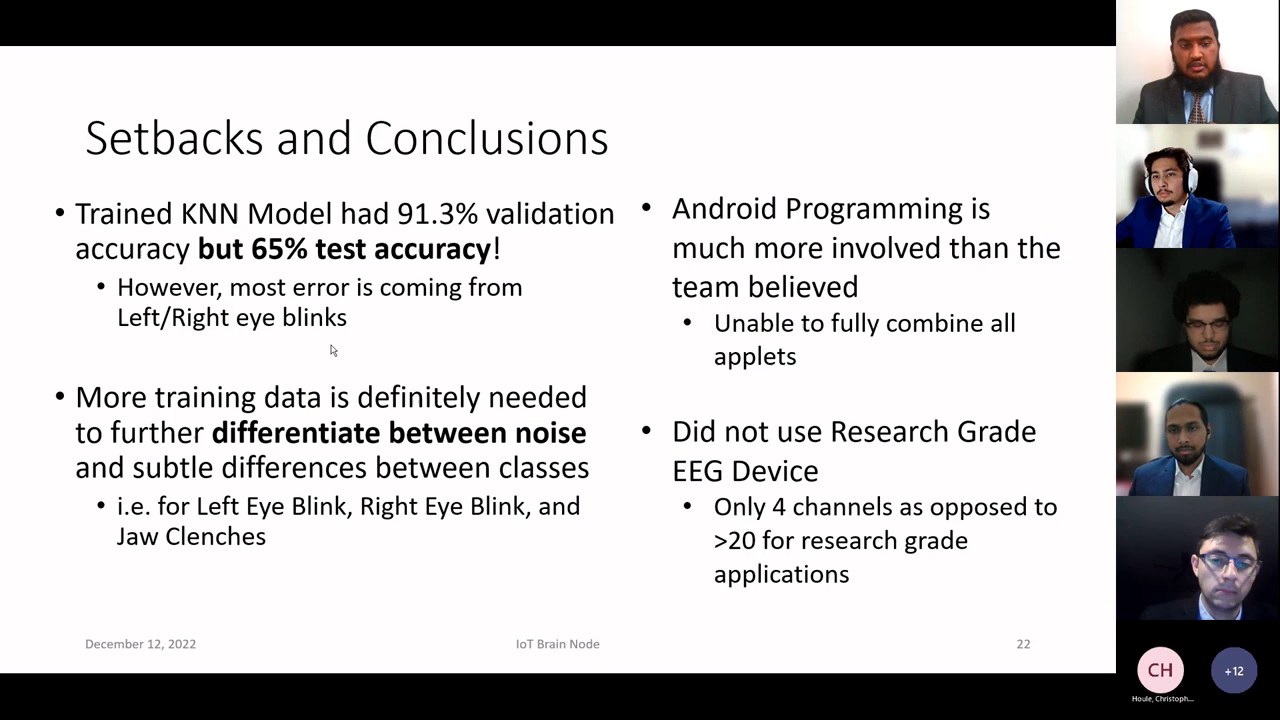 Setbacks and Conclusions
• Trained KNN Model had 91.3% validation
accuracy but 65% test accuracy!
• However, most error is coming from
Left/Right eye blinks
• More training data is definitely needed
to further differentiate between noise
and subtle differences between classes
• i.e. for Left Eye Blink, Right Eye Blink, and
Jaw Clenches
• Android Programming is
much more involved than the
team believed
• Unable to fully combine all
applets
• Did not use Research Grade
EEG Device
• Only 4 channels as opposed to
>20 for research grade
applications
December 12, 2022
IoT Brain Node
22
CH
+12
Houle, Christoph...